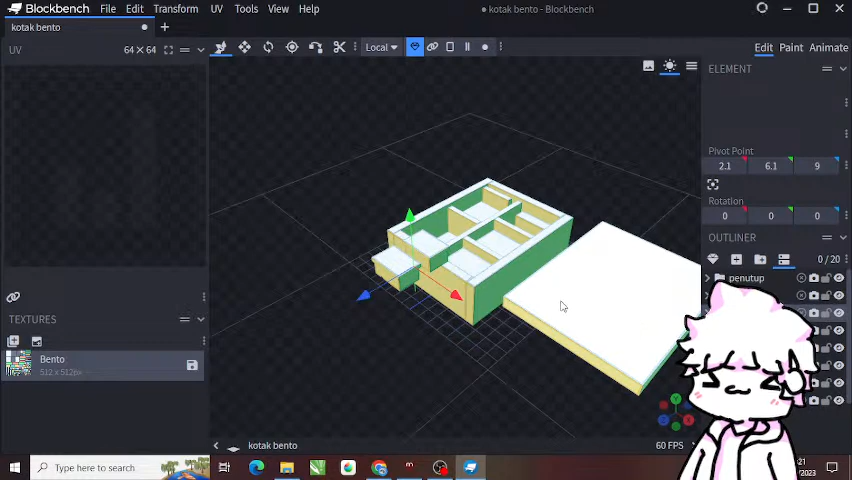 File Edit Transform UV Tools View Help
kotak bento - Blockbench
kotak bento
UV 64 × 64
Local
Edit Paint Animate
ELEMENT
Pivot Point
2.1 6.1 9
Rotation
0 0 0
OUTLINER
0 / 20
penutup
TEXTURES
Bento
512 x 512px
kotak bento
60 FPS
Type here to search